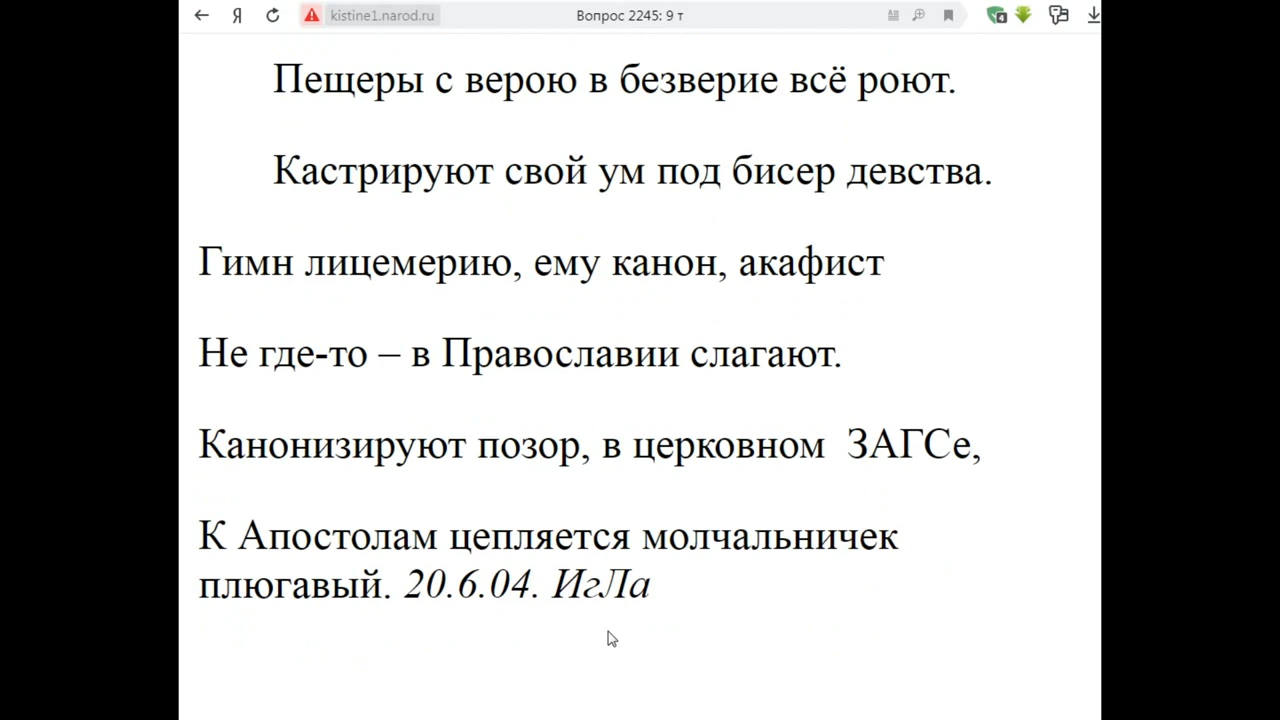 Я kistine1.narod.ru Вопрос 2245: 9 т 4
Пещеры с верою в безверие всё роют.
Кастрируют свой ум под бисер девства.
Гимн лицемерию, ему канон, акафист
Не где-то – в Православии слагают.
Канонизируют позор, в церковном ЗАГСе,
К Апостолам цепляется молчальничек
плюгавый. 20.6.04. ИгЛа